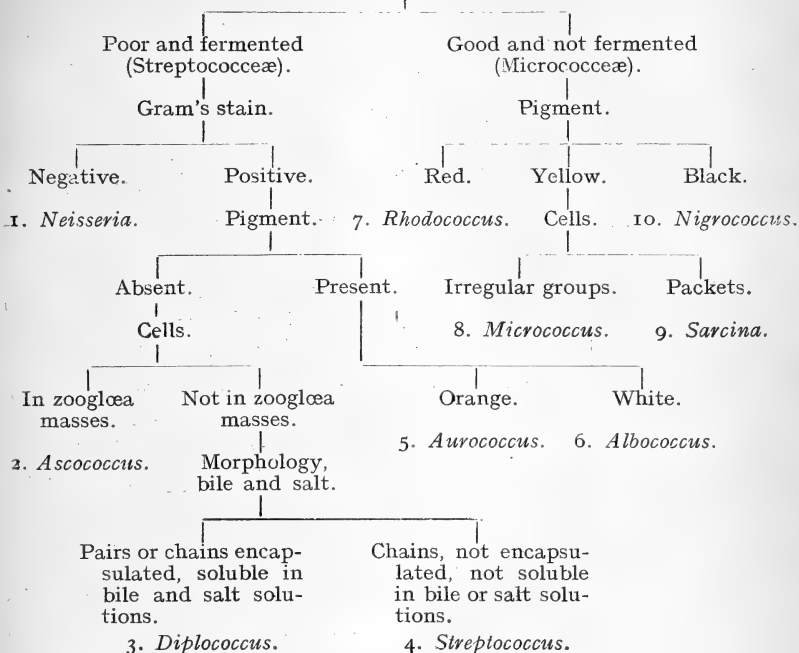 Poor and fermented
(Streptococceæ).
Good and not fermented
(Micrococceæ).
Gram's stain.
Pigment.
Negative.
Positive.
Red.
Yellow.
Black.
1. Neisseria.
Pigment.
7. Rhodococcus.
Cells.
10. Nigrococcus.
Absent.
Present.
Irregular groups.
Packets.
Cells.
8. Micrococcus.
9. Sarcina.
In zooglœa
masses.
Not in zooglœa
masses.
Orange.
White.
2. Ascococcus.
Morphology,
bile and salt.
5. Aurococcus.
6. Albococcus.
Pairs or chains encap-
sulated, soluble in
bile and salt solu-
tions.
3. Diplococcus.
Chains, not encapsu-
lated, not soluble
in bile or salt solu-
tions.
4. Streptococcus.